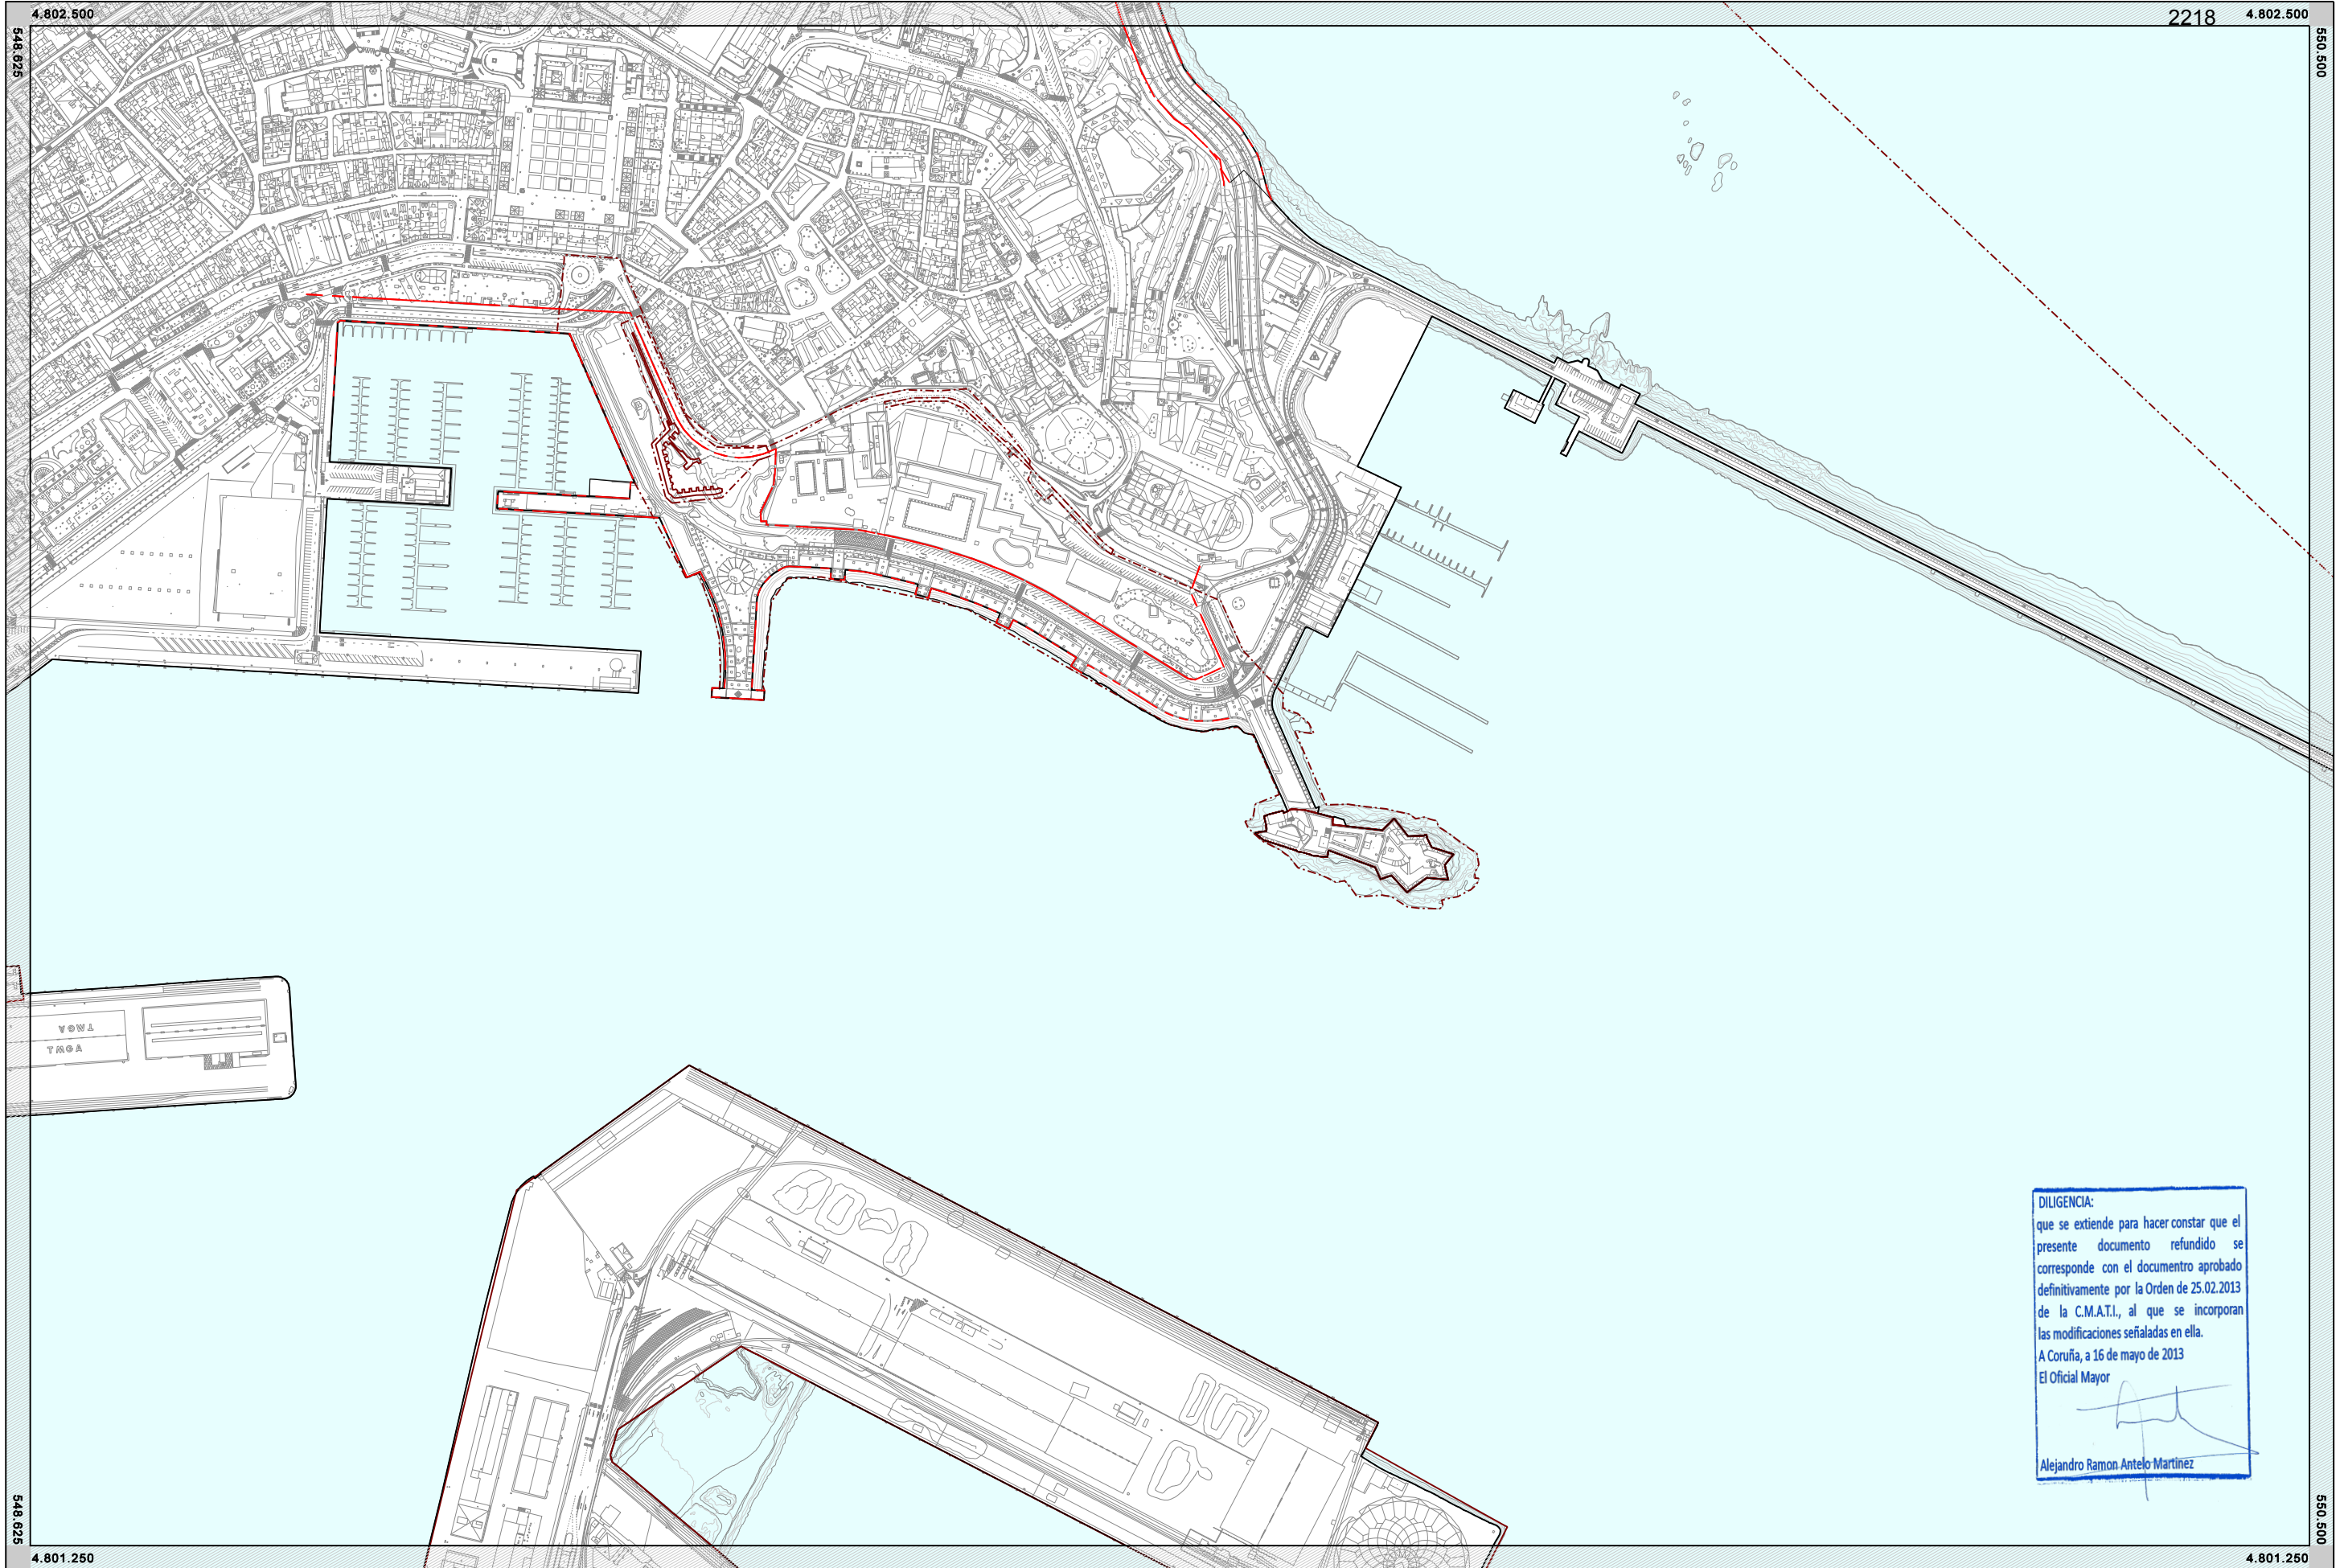 4.802.500
2218
4.802.500
548.625
550.500
TMGA
TMGA
DILIGENCIA:
que se extiende para hacer constar que el
presente documento refundido se
corresponde con el documentro aprobado
definitivamente por la Orden de 25.02.2013
de la C.M.A.T.I., al que se incorporan
las modificaciones señaladas en ella.
A Coruña, a 16 de mayo de 2013
El Oficial Mayor
Alejandro Ramon Antelo Martinez
548.625
550.500
4.801.250
4.801.250